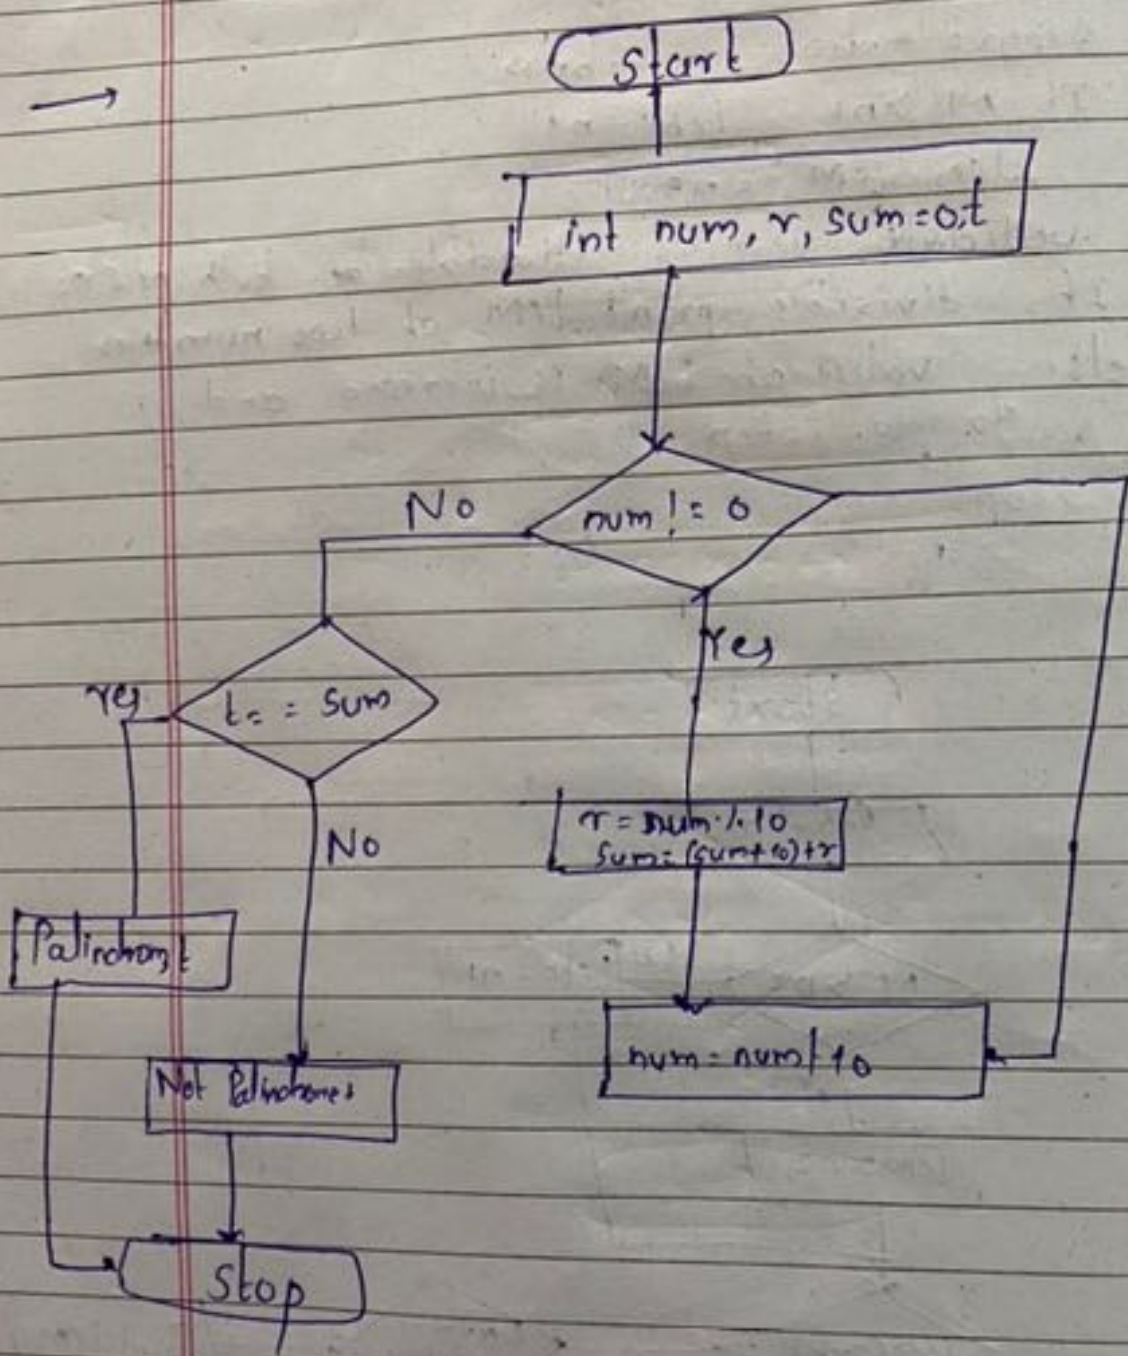 Start
int num, r, sum=0,t
num != 0
No
Yes
t = = sum
Yes
No
r = num % 10
sum=(sum+10)+r
Palindrom,t
num = num/10
Not Palindrome,
Stop